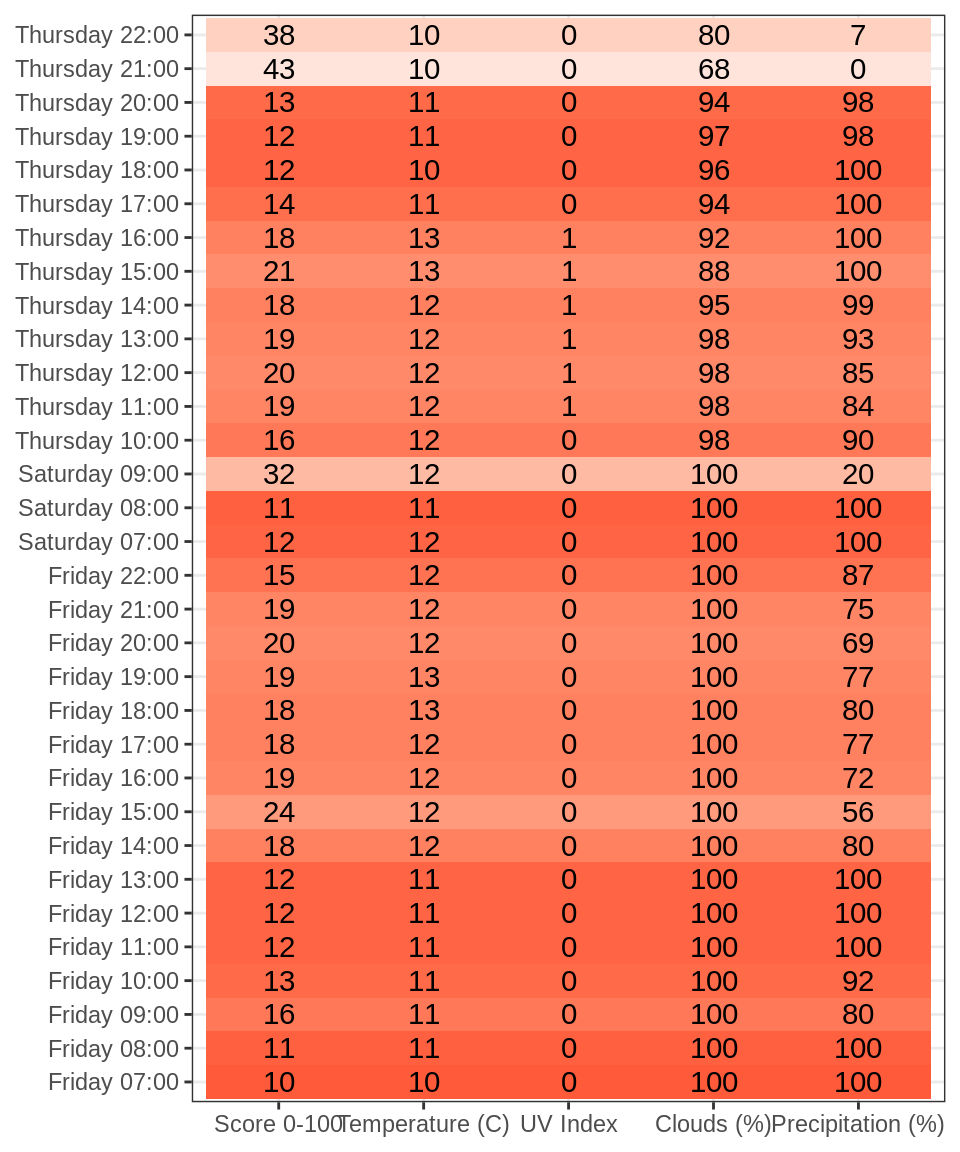 Thursday 22:00 38 10 0 80 7
Thursday 21:00 43 10 0 68 0
Thursday 20:00 13 11 0 94 98
Thursday 19:00 12 11 0 97 98
Thursday 18:00 12 10 0 96 100
Thursday 17:00 14 11 0 94 100
Thursday 16:00 18 13 1 92 100
Thursday 15:00 21 13 1 88 100
Thursday 14:00 18 12 1 95 99
Thursday 13:00 19 12 1 98 93
Thursday 12:00 20 12 1 98 85
Thursday 11:00 19 12 1 98 84
Thursday 10:00 16 12 0 98 90
Saturday 09:00 32 12 0 100 20
Saturday 08:00 11 11 0 100 100
Saturday 07:00 12 12 0 100 100
Friday 22:00 15 12 0 100 87
Friday 21:00 19 12 0 100 75
Friday 20:00 20 12 0 100 69
Friday 19:00 19 13 0 100 77
Friday 18:00 18 13 0 100 80
Friday 17:00 18 12 0 100 77
Friday 16:00 19 12 0 100 72
Friday 15:00 24 12 0 100 56
Friday 14:00 18 12 0 100 80
Friday 13:00 12 11 0 100 100
Friday 12:00 12 11 0 100 100
Friday 11:00 12 11 0 100 100
Friday 10:00 13 11 0 100 92
Friday 09:00 16 11 0 100 80
Friday 08:00 11 11 0 100 100
Friday 07:00 10 10 0 100 100
Score 0-100 Temperature (C) UV Index Clouds (%) Precipitation (%)